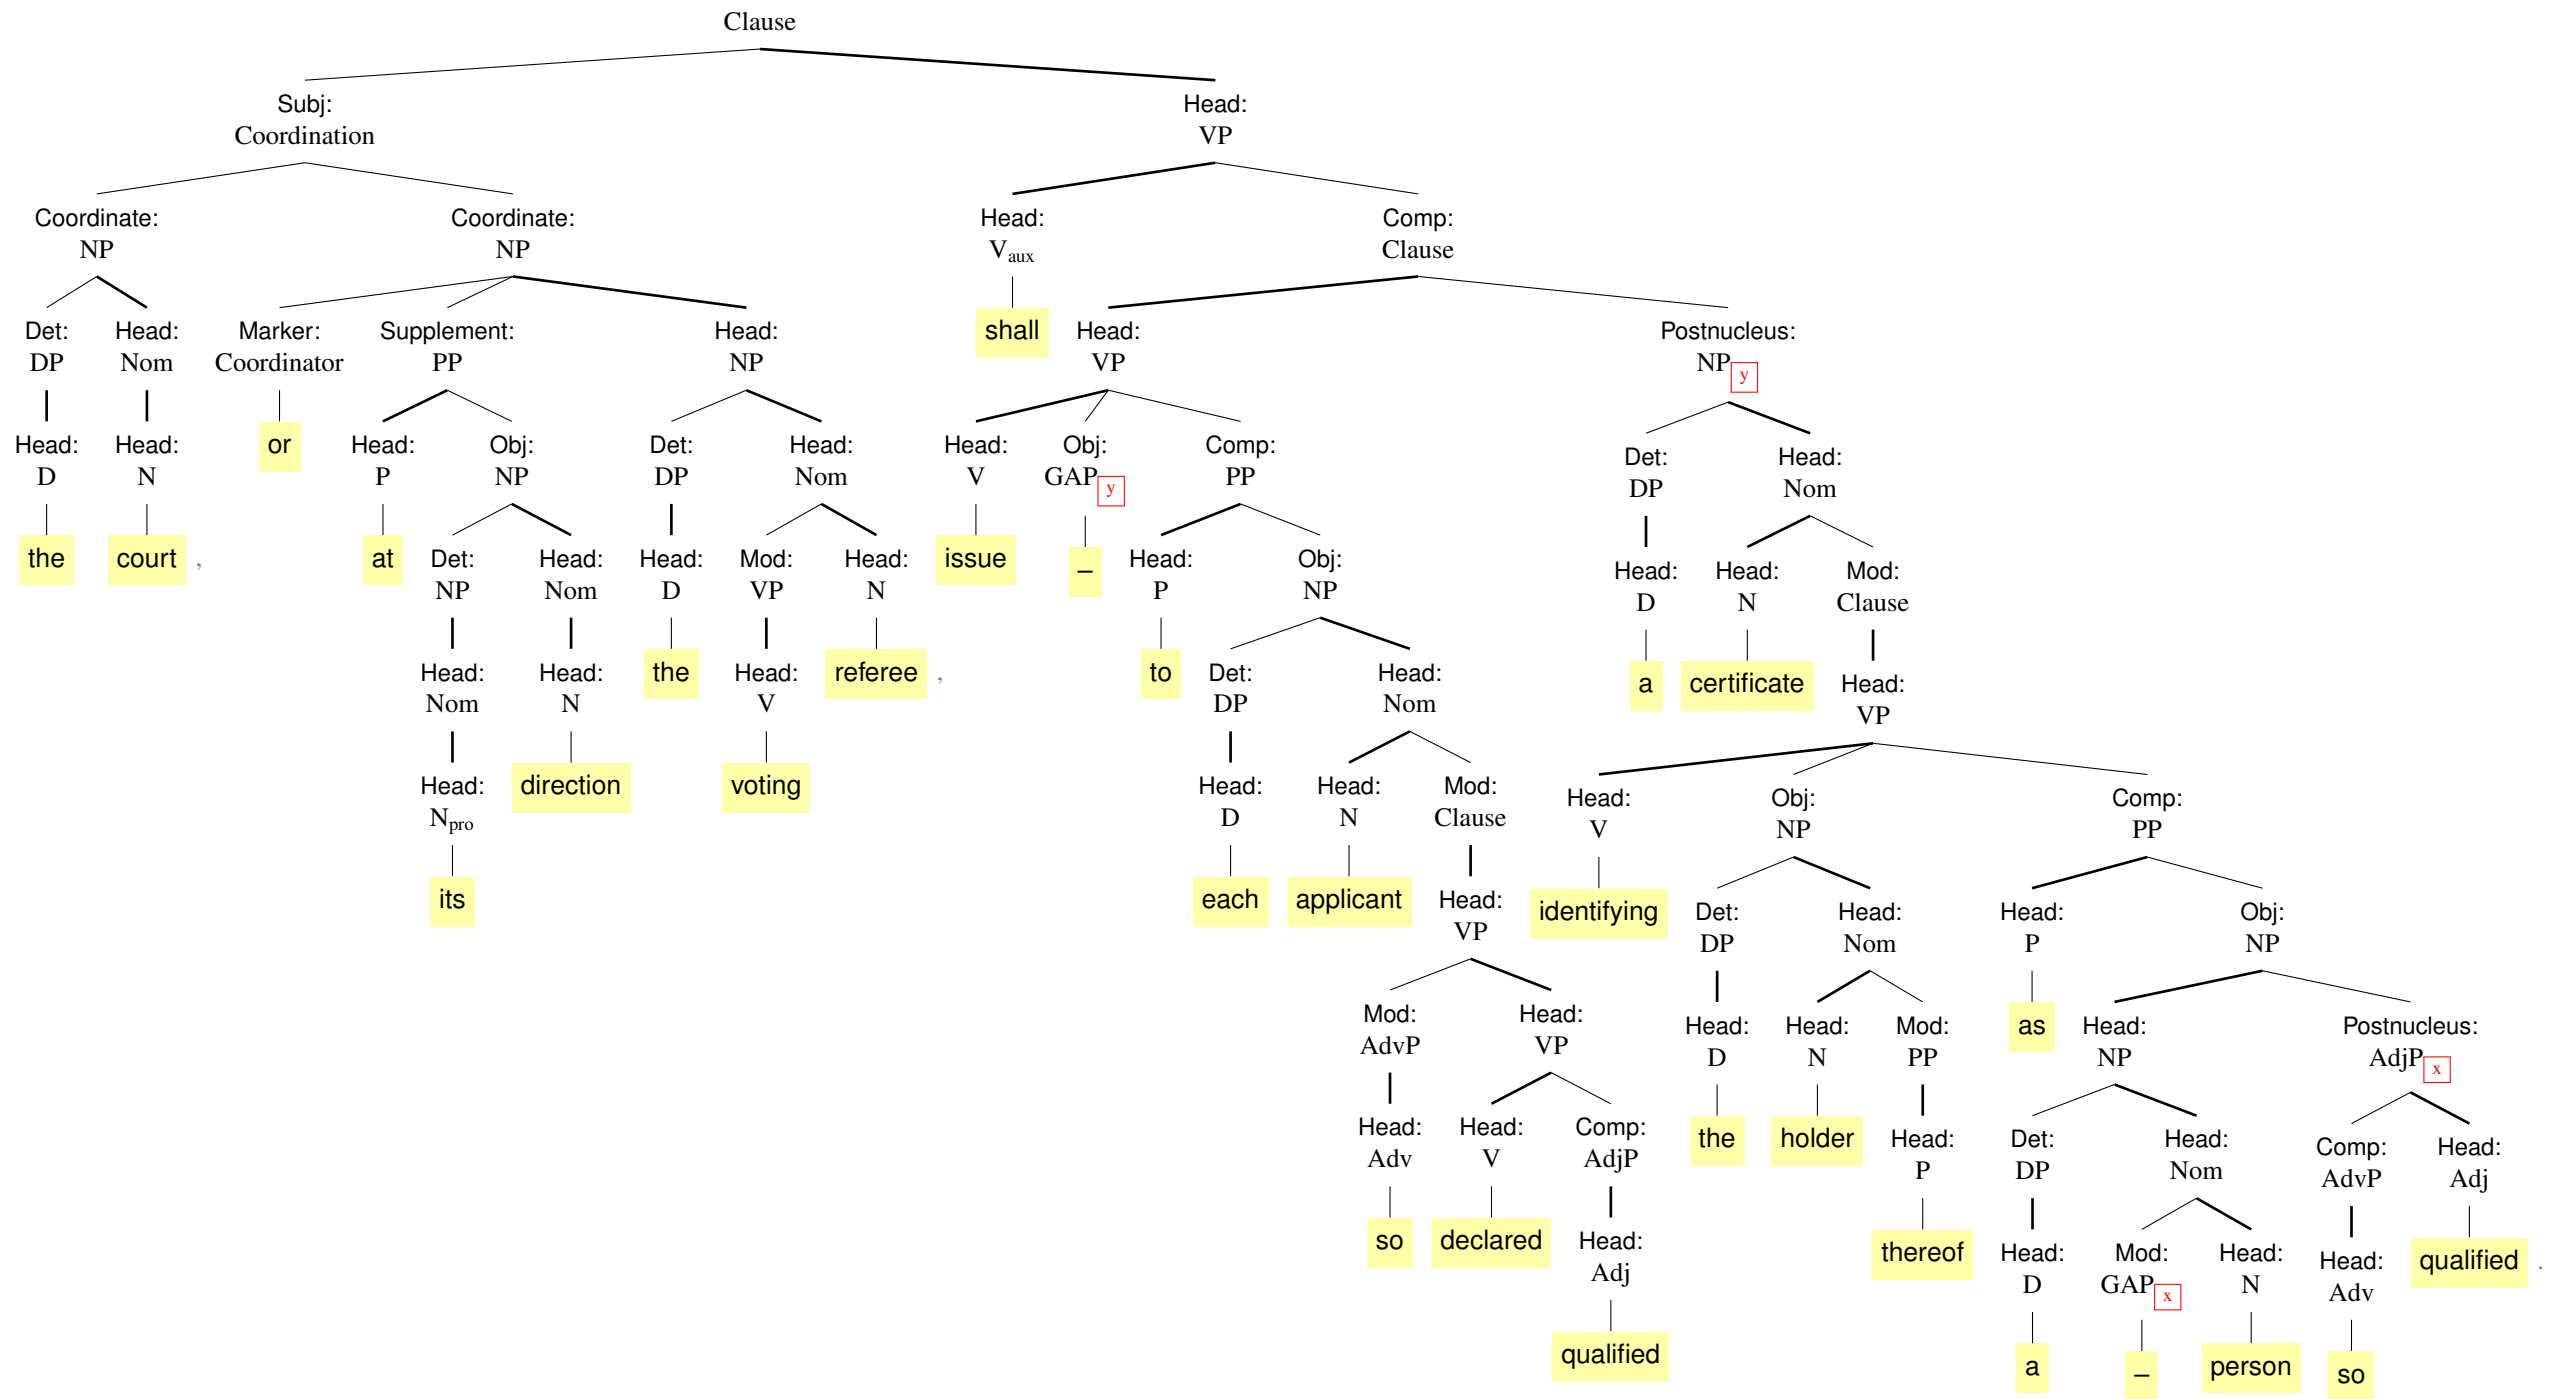 Clause
Subj: Head:
Coordination VP
Coordinate: Coordinate: Head: Comp:
NP NP Vaux Clause
Det: Head: Marker: Supplement: Head: shall Head: Postnucleus:
DP Nom Coordinator PP NP VP NP y
Head: Head: or Head: Obj: Det: Head: Head: Obj: Comp: Det: Head:
D N P NP DP Nom V GAP y PP DP Nom
the court , at Det: Head: Head: Mod: Head: issue – Head: Obj: Head: Head: Mod:
NP Nom D VP N P NP D N Clause
Head: Head: the Head: referee , to Det: Head: a certificate Head:
Nom N V DP Nom VP
Head: direction voting Head: Head: Mod: Head: Obj: Comp:
Npro D N Clause V NP PP
its each applicant Head: identifying Det: Head: Head: Obj:
VP DP Nom P NP
Mod: Head: Head: Head: Mod: as Head: Postnucleus:
AdvP VP D N PP NP AdjP x
Head: Head: Comp: the holder Head: Det: Head: Comp: Head:
Adv V AdjP P DP Nom AdvP Adj
so declared Head: thereof Head: Mod: Head: Head: qualified .
Adj D GAP x N Adv
qualified a – person so